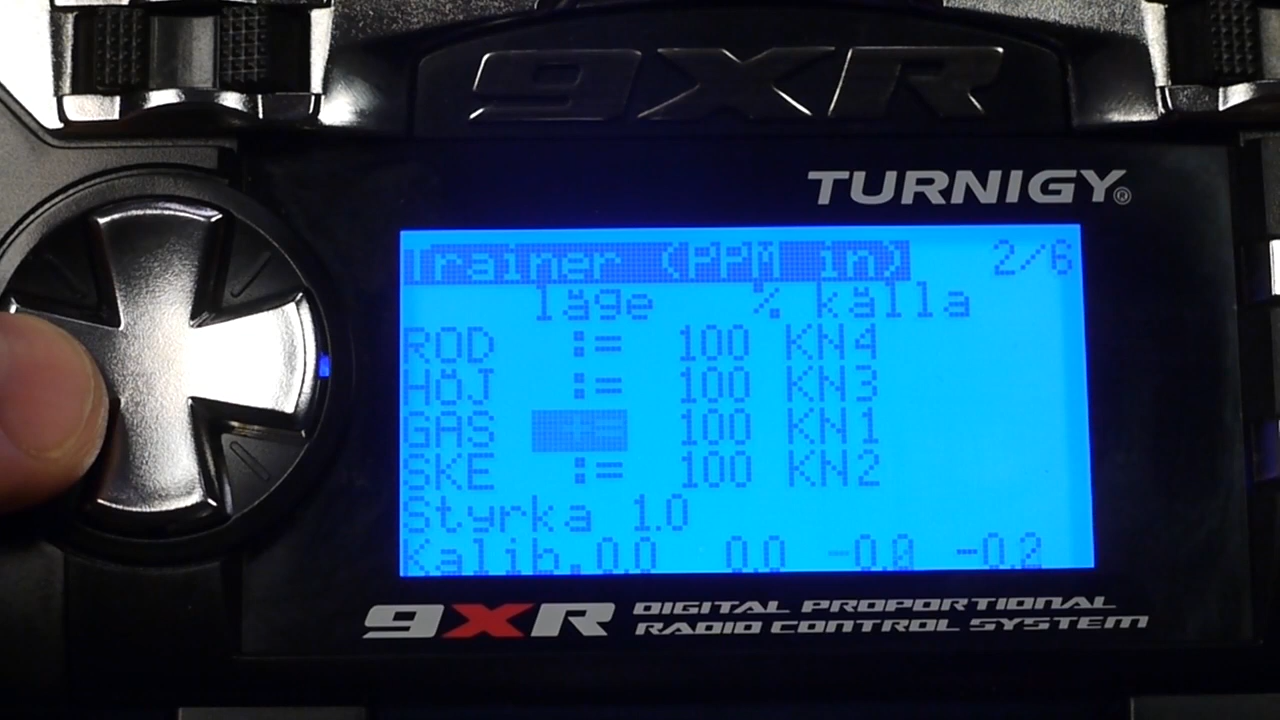 9XR
TURNIGY®
Trainer (PPM in) 2/6
läge % källa
ROD := 100 KN4
HÖJ := 100 KN3
GAS := 100 KN1
SKE := 100 KN2
Styrka 1.0
Kalib. 0.0 0.0 -0.0 -0.2
9XR DIGITAL PROPORTIONAL
RADIO CONTROL SYSTEM